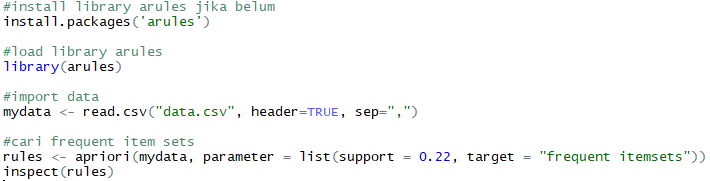 #install library arules jika belum
install.packages('arules')
#load library arules
library(arules)
#import data
mydata <- read.csv("data.csv", header=TRUE, sep=",")
#cari frequent item sets
rules <- apriori(mydata, parameter = list(support = 0.22, target = "frequent itemsets"))
inspect(rules)